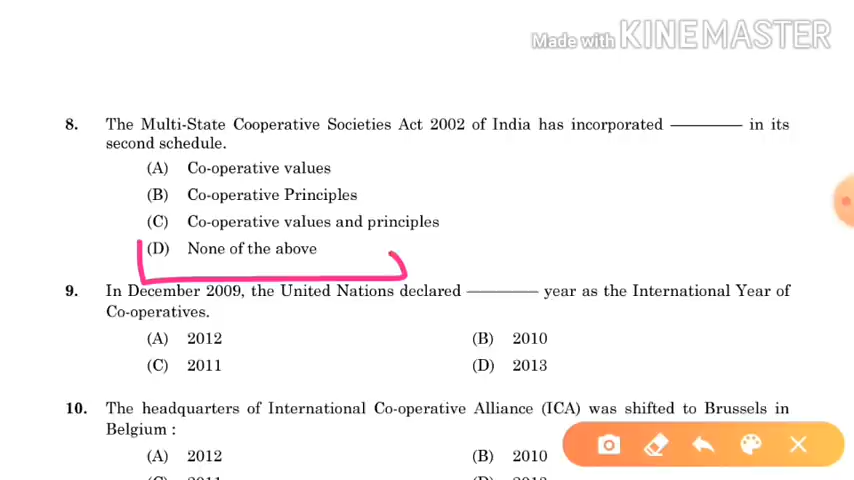 Made with KINEMASTER
8. The Multi-State Cooperative Societies Act 2002 of India has incorporated ———— in its
second schedule.
(A) Co-operative values
(B) Co-operative Principles
(C) Co-operative values and principles
(D) None of the above
9. In December 2009, the United Nations declared ———— year as the International Year of
Co-operatives.
(A) 2012 (B) 2010
(C) 2011 (D) 2013
10. The headquarters of International Co-operative Alliance (ICA) was shifted to Brussels in
Belgium :
(A) 2012 (B) 2010